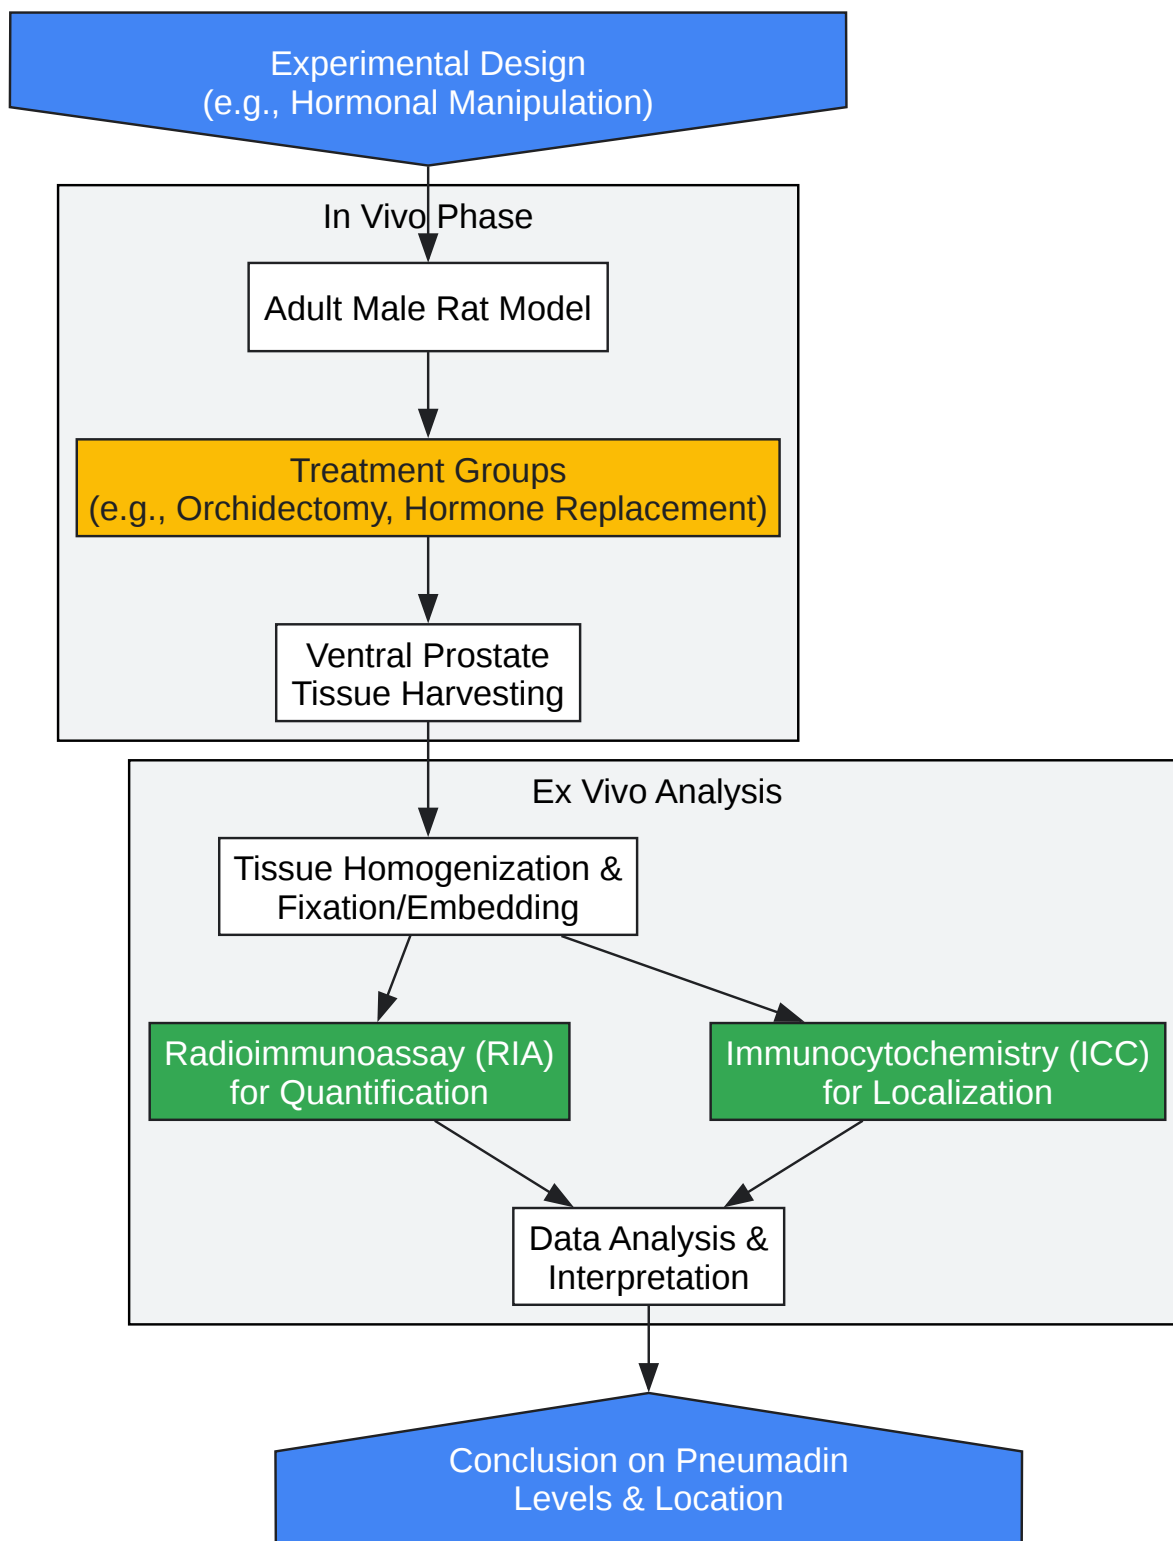 Experimental Design
(e.g., Hormonal Manipulation)
In Vivo Phase
Adult Male Rat Model
Treatment Groups
(e.g., Orchidectomy, Hormone Replacement)
Ventral Prostate
Tissue Harvesting
Ex Vivo Analysis
Tissue Homogenization &
Fixation/Embedding
Radioimmunoassay (RIA)
for Quantification
Immunocytochemistry (ICC)
for Localization
Data Analysis &
Interpretation
Conclusion on Pneumadin
Levels & Location